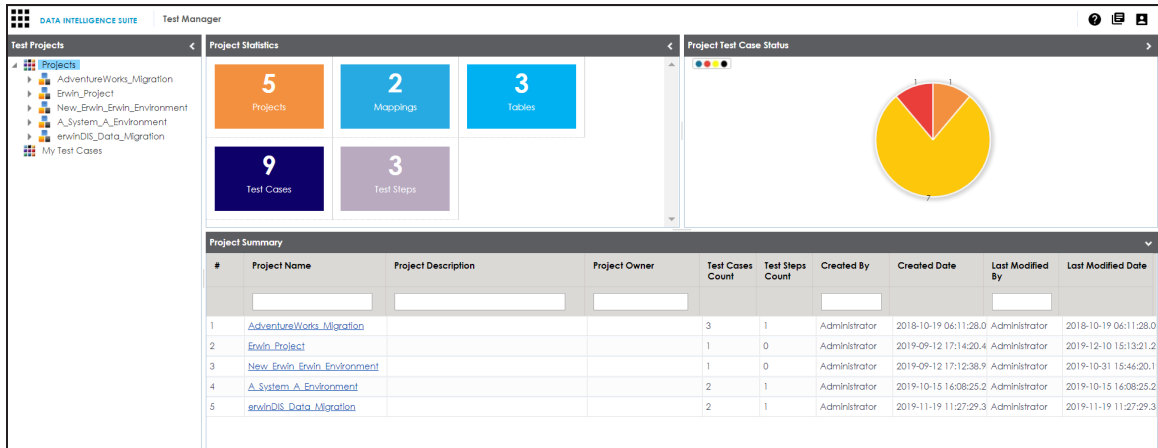 DATA INTELLIGENCE SUITE Test Manager
Test Projects
Projects
AdventureWorks_Migration
Erwin_Project
New_Erwin_Erwin_Environment
A_System_A_Environment
erwinDIS_Data_Migration
My Test Cases
Project Statistics
5
Projects
2
Mappings
3
Tables
9
Test Cases
3
Test Steps
Project Test Case Status
1 1
7
Project Summary
# Project Name Project Description Project Owner Test Cases Count Test Steps Count Created By Created Date Last Modified By Last Modified Date
1 AdventureWorks_Migration 3 1 Administrator 2018-10-19 06:11:28.0 Administrator 2018-10-19 06:11:28.0
2 Erwin_Project 1 0 Administrator 2019-09-12 17:14:20.4 Administrator 2019-12-10 15:13:21.2
3 New_Erwin_Erwin_Environment 1 0 Administrator 2019-09-12 17:12:38.9 Administrator 2019-10-31 15:46:20.1
4 A_System_A_Environment 2 1 Administrator 2019-10-15 16:08:25.2 Administrator 2019-10-15 16:08:25.2
5 erwinDIS_Data_Migration 2 1 Administrator 2019-11-19 11:27:29.3 Administrator 2019-11-19 11:27:29.3